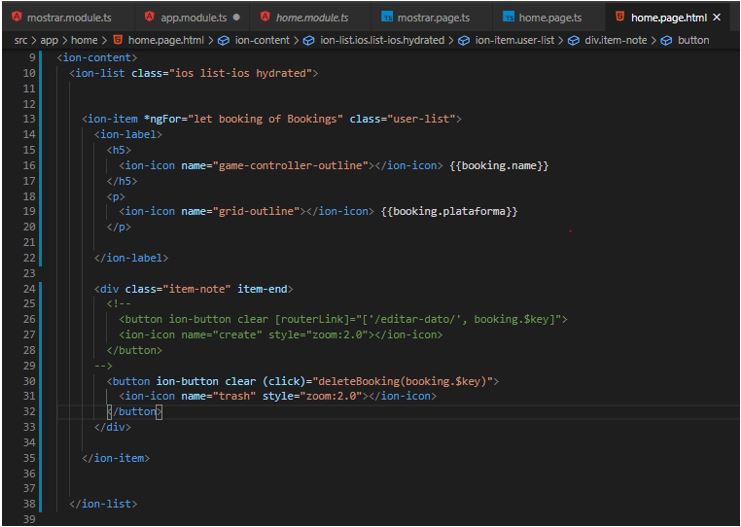 mostrar.module.ts app.module.ts home.module.ts mostrar.page.ts home.page.ts home.page.html
src > app > home > home.page.html > ion-content > ion-list.ios.list-ios.hydrated > ion-item.user-list > div.item-note > button
9 <ion-content>
10 <ion-list class="ios list-ios hydrated">
11
12
13 <ion-item *ngFor="let booking of Bookings" class="user-list">
14 <ion-label>
15 <h5>
16 <ion-icon name="game-controller-outline"></ion-icon> {{booking.name}}
17 </h5>
18 <p>
19 <ion-icon name="grid-outline"></ion-icon> {{booking.plataforma}}
20 </p>
21
22 </ion-label>
23
24 <div class="item-note" item-end>
25 <!--
26 <button ion-button clear [routerLink]="['/editar-dato/', booking.$key]">
27 <ion-icon name="create" style="zoom:2.0"></ion-icon>
28 </button>
29 -->
30 <button ion-button clear (click)="deleteBooking(booking.$key)">
31 <ion-icon name="trash" style="zoom:2.0"></ion-icon>
32 </button>
33 </div>
34
35 </ion-item>
36
37
38 </ion-list>
39